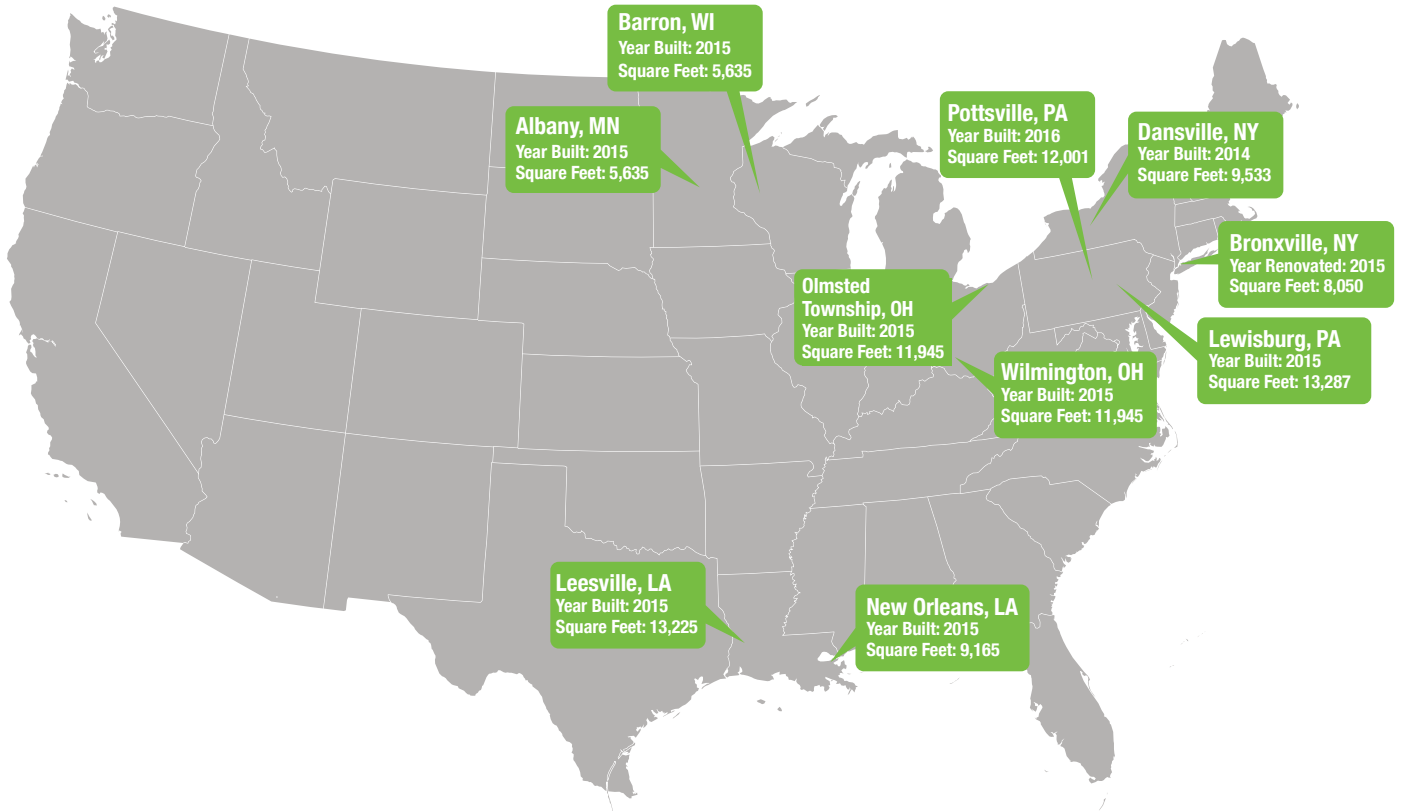 Barron, WI
Year Built: 2015
Square Feet: 5,635
Albany, MN
Year Built: 2015
Square Feet: 5,635
Pottsville, PA
Year Built: 2016
Square Feet: 12,001
Dansville, NY
Year Built: 2014
Square Feet: 9,533
Bronxville, NY
Year Renovated: 2015
Square Feet: 8,050
Olmsted
Township, OH
Year Built: 2015
Square Feet: 11,945
Lewisburg, PA
Year Built: 2015
Square Feet: 13,287
Wilmington, OH
Year Built: 2015
Square Feet: 11,945
Leesville, LA
Year Built: 2015
Square Feet: 13,225
New Orleans, LA
Year Built: 2015
Square Feet: 9,165